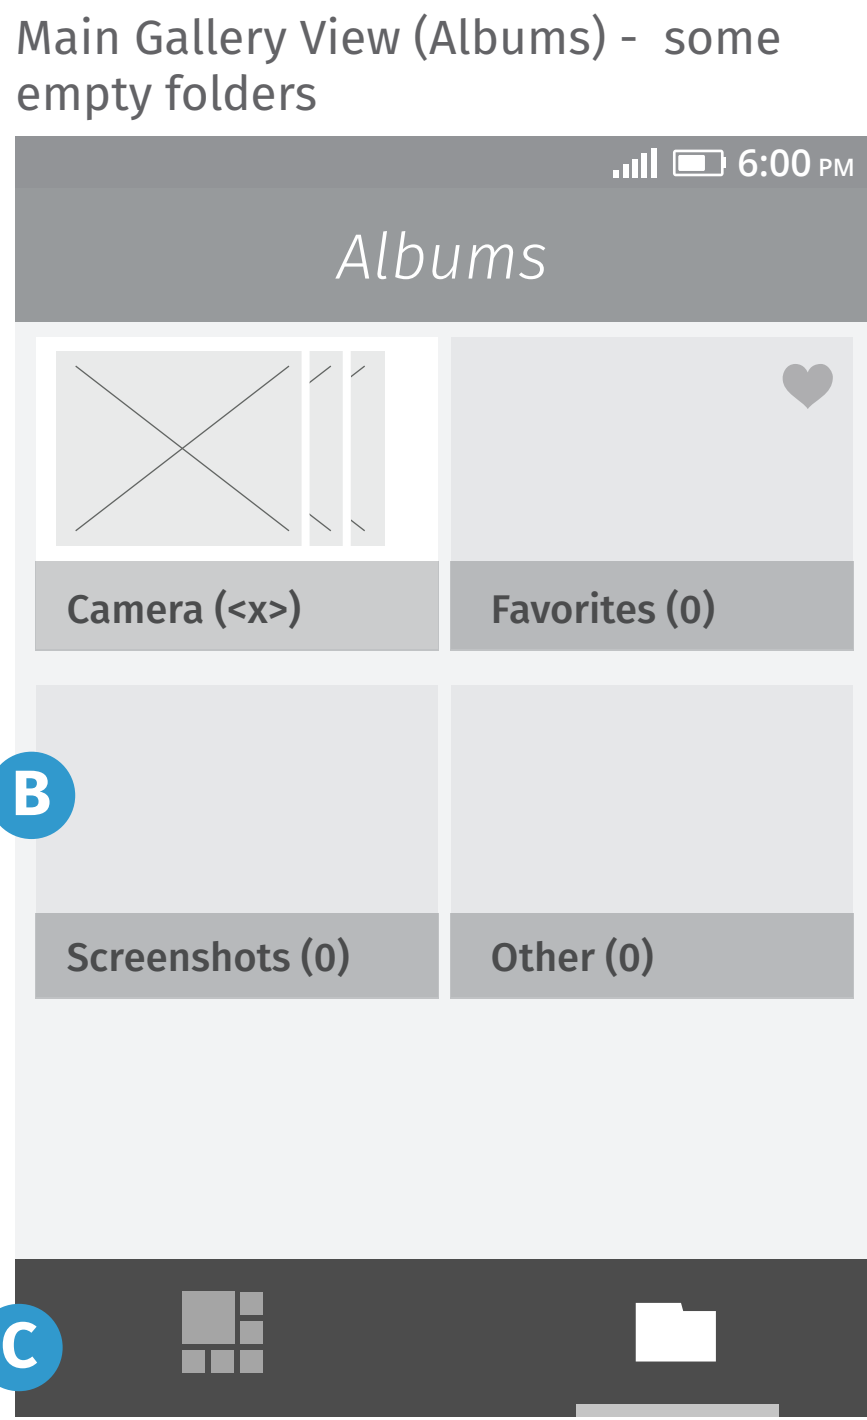 Main Gallery View (Albums) - some
empty folders
6:00 PM
Albums
Camera (<x>)
Favorites (0)
B
Screenshots (0)
Other (0)
C